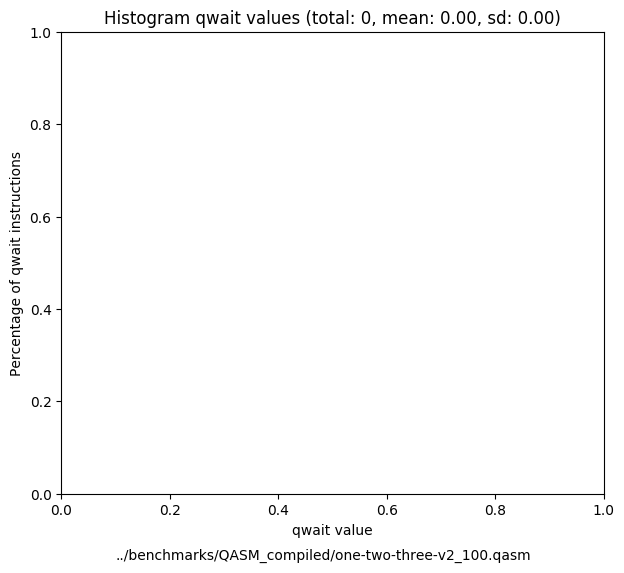 Histogram qwait values (total: 0, mean: 0.00, sd: 0.00)
1.0
0.8
0.6
0.4
0.2
0.0
Percentage of qwait instructions
0.0 0.2 0.4 0.6 0.8 1.0
qwait value
../benchmarks/QASM_compiled/one-two-three-v2_100.qasm